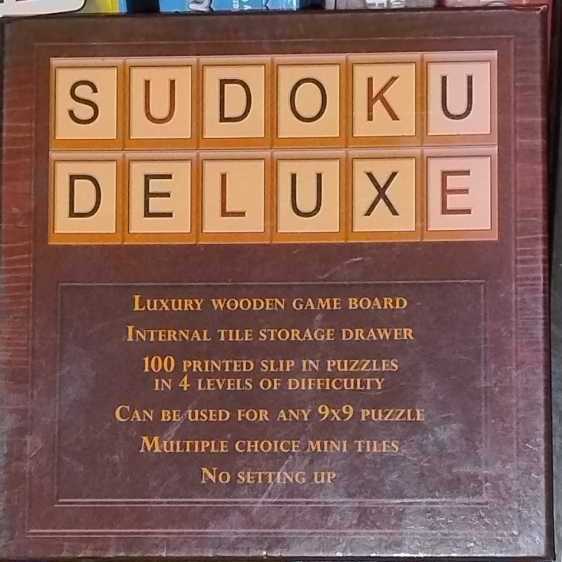 SUDOKU
DELUXE
LUXURY WOODEN GAME BOARD
INTERNAL TILE STORAGE DRAWER
100 PRINTED SLIP IN PUZZLES
IN 4 LEVELS OF DIFFICULTY
CAN BE USED FOR ANY 9X9 PUZZLE
MULTIPLE CHOICE MINI TILES
NO SETTING UP